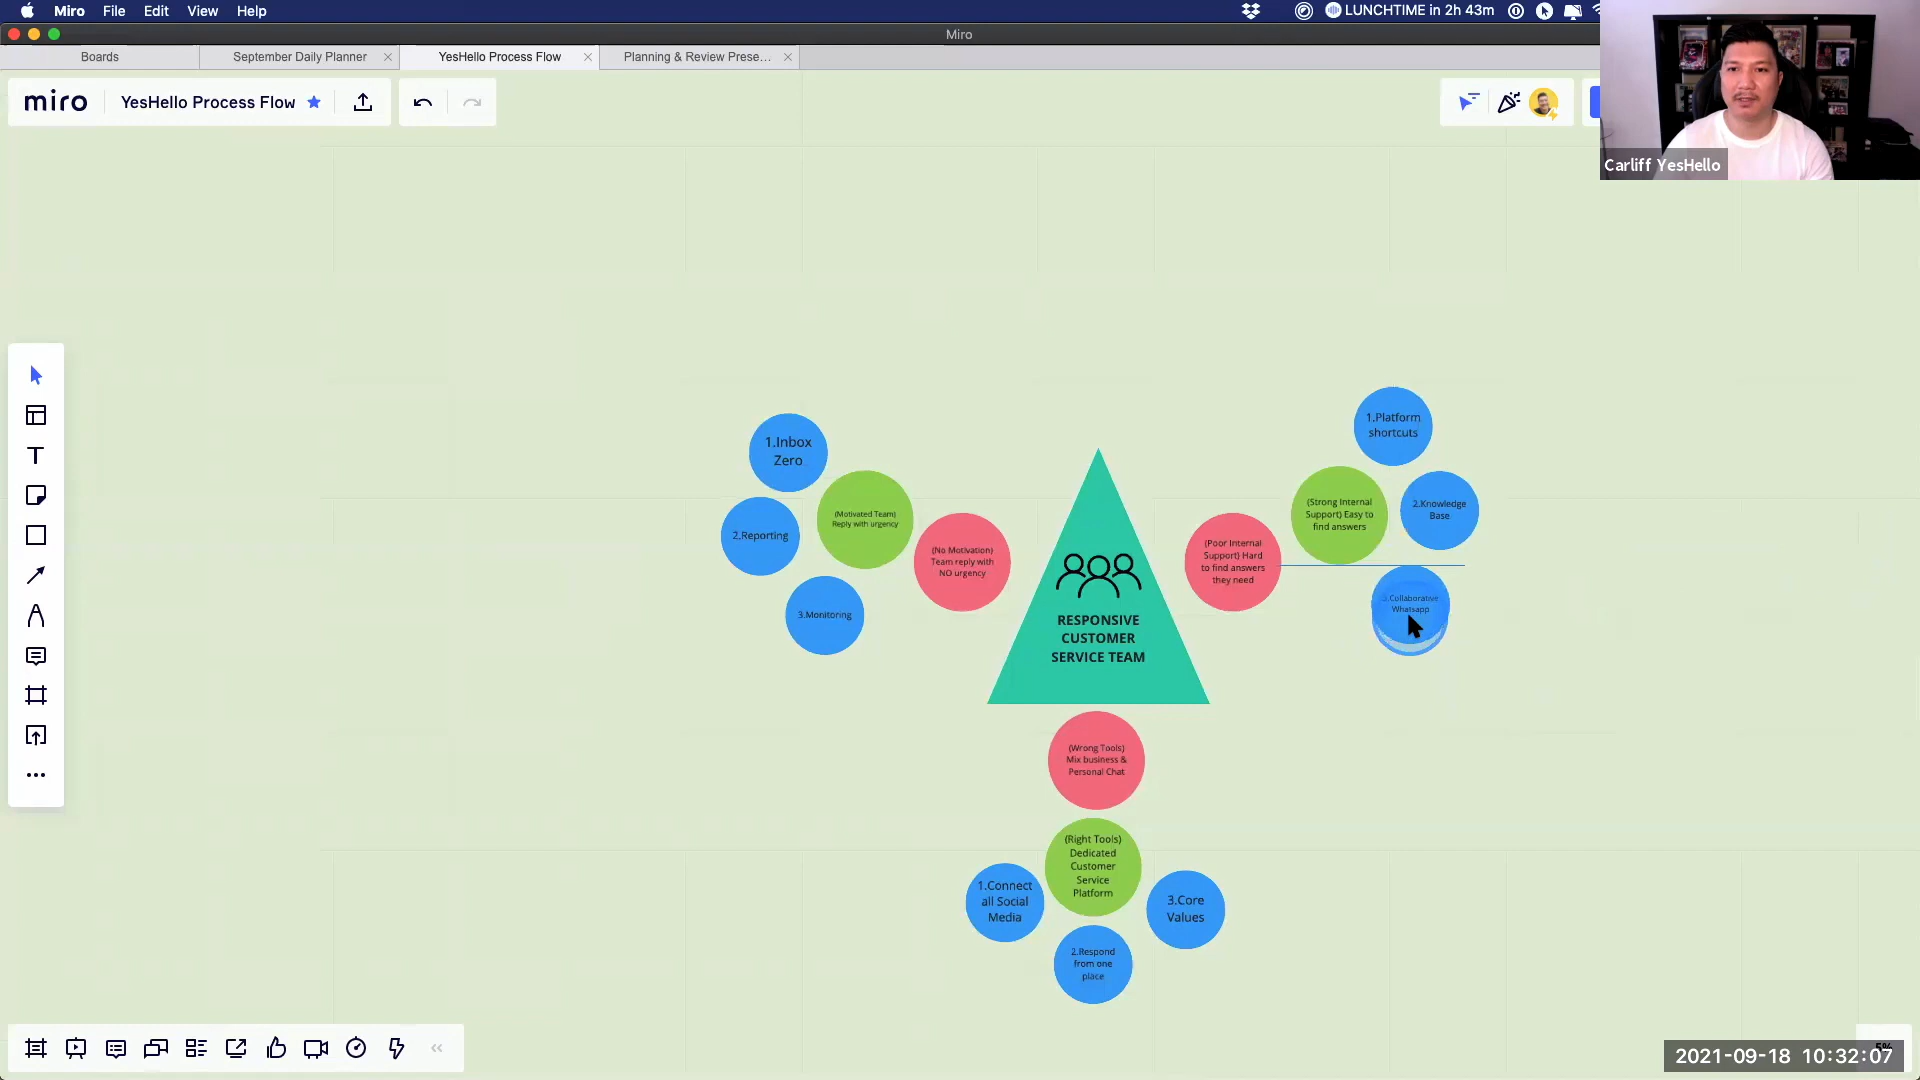 Miro File Edit View Help
LUNCHTIME in 2h 43m
Miro
Boards
September Daily Planner
YesHello Process Flow
Planning & Review Prese...
miro
YesHello Process Flow
Carliff YesHello
1.Inbox
Zero
2.Reporting
3.Monitoring
(Motivated Team)
Reply with urgency
(No Motivation)
Team reply with
NO urgency
RESPONSIVE
CUSTOMER
SERVICE TEAM
(Poor Internal
Support) Hard
to find answers
they need
(Strong Internal
Support) Easy to
find answers
1.Platform
shortcuts
2.Knowledge
Base
3.Collaborative
Whatsapp
(Wrong Tools)
Mix business &
Personal Chat
(Right Tools)
Dedicated
Customer
Service
Platform
1.Connect
all Social
Media
2.Respond
from one
place
3.Core
Values
5%
2021-09-18 10:32:07